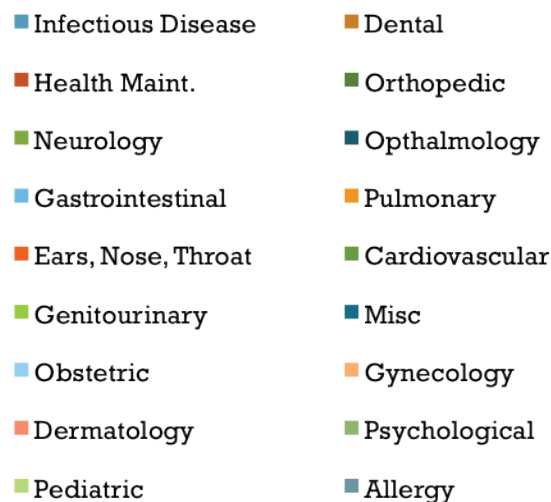 Infectious Disease
Dental
Health Maint.
Orthopedic
Neurology
Opthalmology
Gastrointestinal
Pulmonary
Ears, Nose, Throat
Cardiovascular
Genitourinary
Misc
Obstetric
Gynecology
Dermatology
Psychological
Pediatric
Allergy